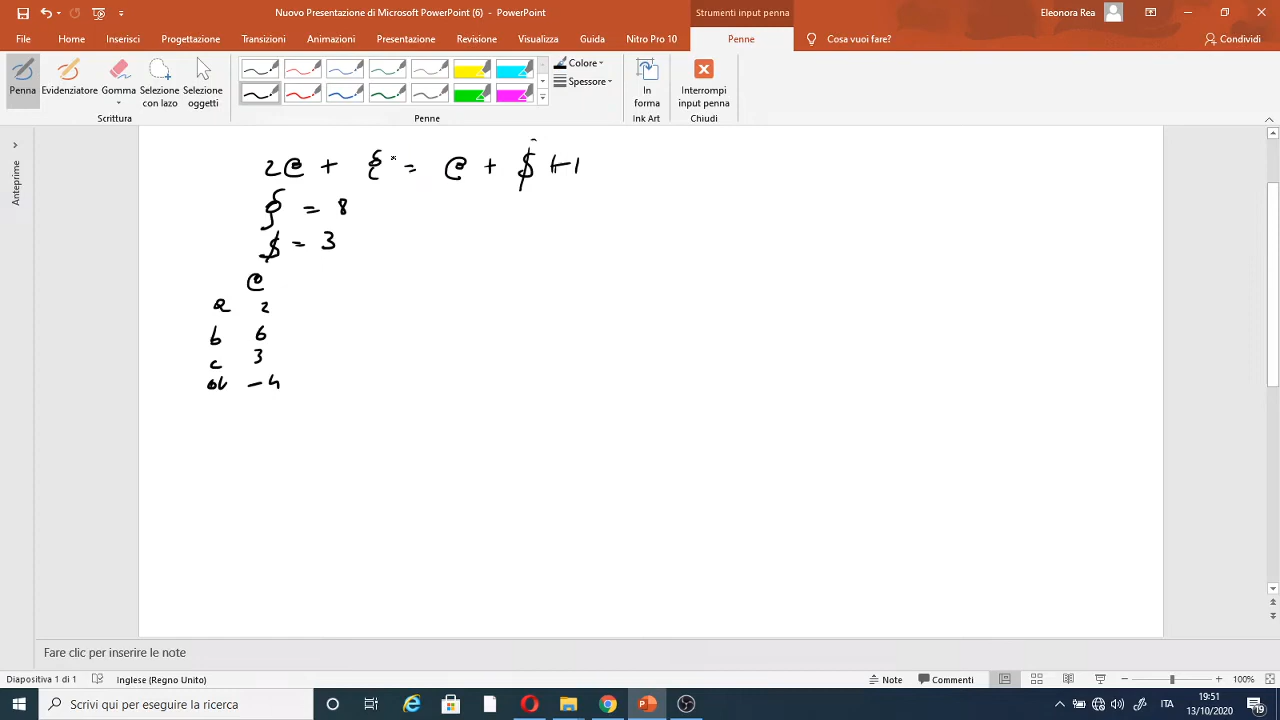 Nuovo Presentazione di Microsoft PowerPoint (6) - PowerPoint
Strumenti input penna
Eleonora Rea
File Home Inserisci Progettazione Transizioni Animazioni Presentazione Revisione Visualizza Guida Nitro Pro 10 Penne Cosa vuoi fare? Condividi
Penna Evidenziatore Gomma Selezione con lazo Selezione oggetti
Colore
Spessore
In forma
Interrompi input penna
Scrittura Penne Ink Art Chiudi
Anteprime
2@ + { = @ + $ + 1
= 8
$ = 3
@
a 2
b 6
c 3
d -4
Fare clic per inserire le note
Diapositiva 1 di 1 Inglese (Regno Unito) Note Commenti 100%
Scrivi qui per eseguire la ricerca
ITA
19:51
13/10/2020